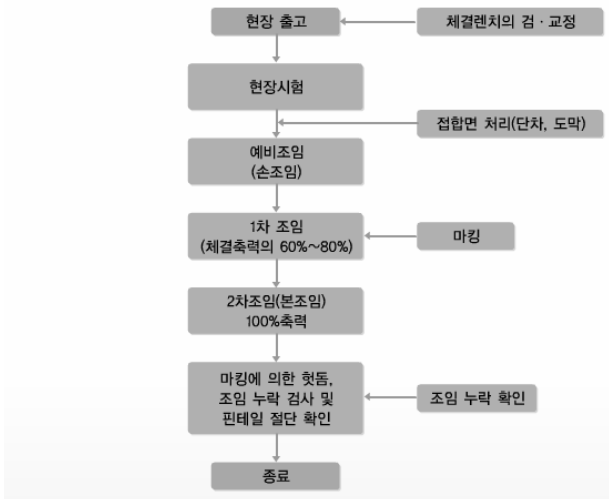 현장 출고
체결렌치의 검·교정
현장시험
접합면 처리(단차, 도막)
예비조임
(손조임)
1차 조임
(체결축력의 60%~80%)
마킹
2차조임(본조임)
100%축력
마킹에 의한 헛돔,
조임 누락 검사 및
핀테일 절단 확인
조임 누락 확인
종료